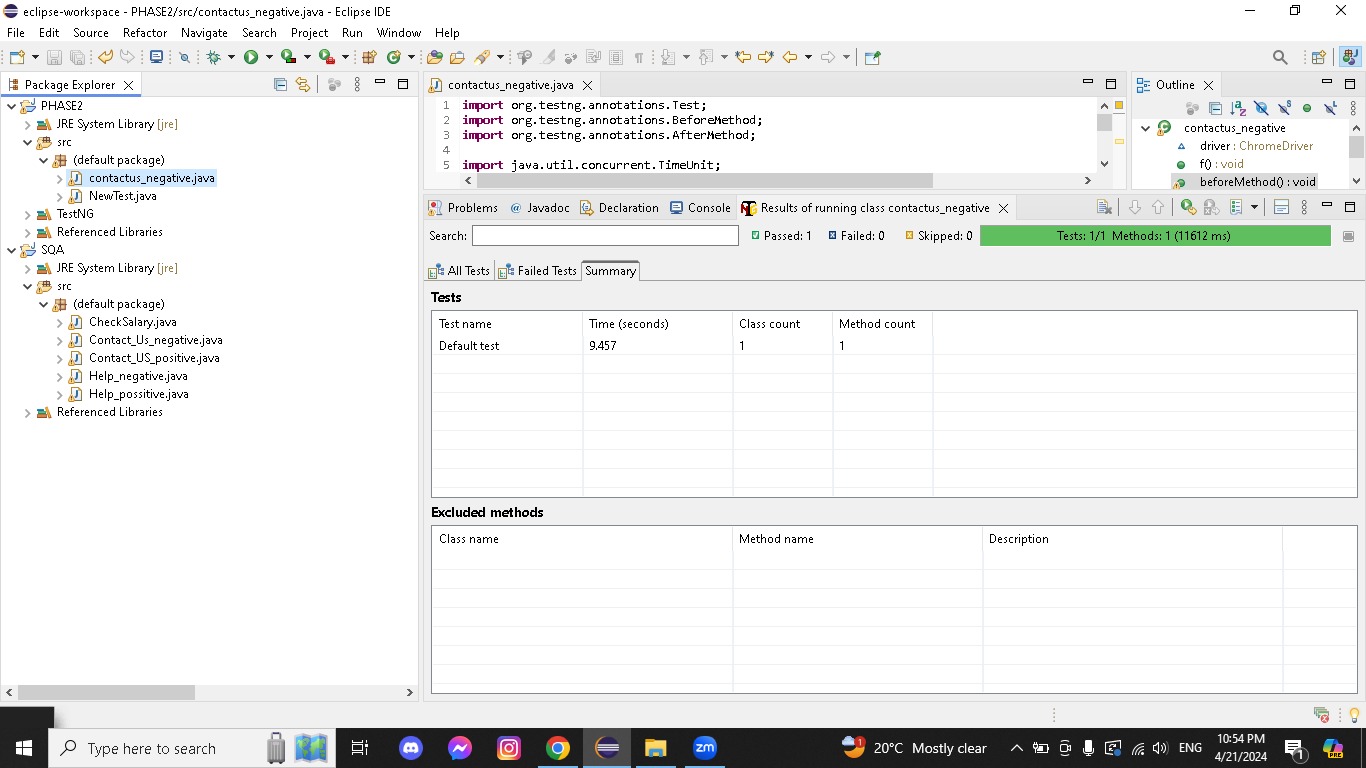 eclipse-workspace - PHASE2/src/contactus_negative.java - Eclipse IDE
File Edit Source Refactor Navigate Search Project Run Window Help
Package Explorer
PHASE2
JRE System Library [jre]
src
(default package)
contactus_negative.java
NewTest.java
TestNG
Referenced Libraries
SQA
JRE System Library [jre]
src
(default package)
CheckSalary.java
Contact_Us_negative.java
Contact_US_positive.java
Help_negative.java
Help_possitive.java
Referenced Libraries
contactus_negative.java
1 import org.testng.annotations.Test;
2 import org.testng.annotations.BeforeMethod;
3 import org.testng.annotations.AfterMethod;
4
5 import java.util.concurrent.TimeUnit;
Outline
contactus_negative
driver : ChromeDriver
f() : void
beforeMethod() : void
Problems Javadoc Declaration Console Results of running class contactus_negative
Search: Passed: 1 Failed: 0 Skipped: 0 Tests: 1/1 Methods: 1 (11612 ms)
All Tests Failed Tests Summary
Tests
Test name Time (seconds) Class count Method count
Default test 9.457 1 1
Excluded methods
Class name Method name Description
Type here to search
zm
1
20°C Mostly clear
ENG
10:54 PM
4/21/2024
1
PRE